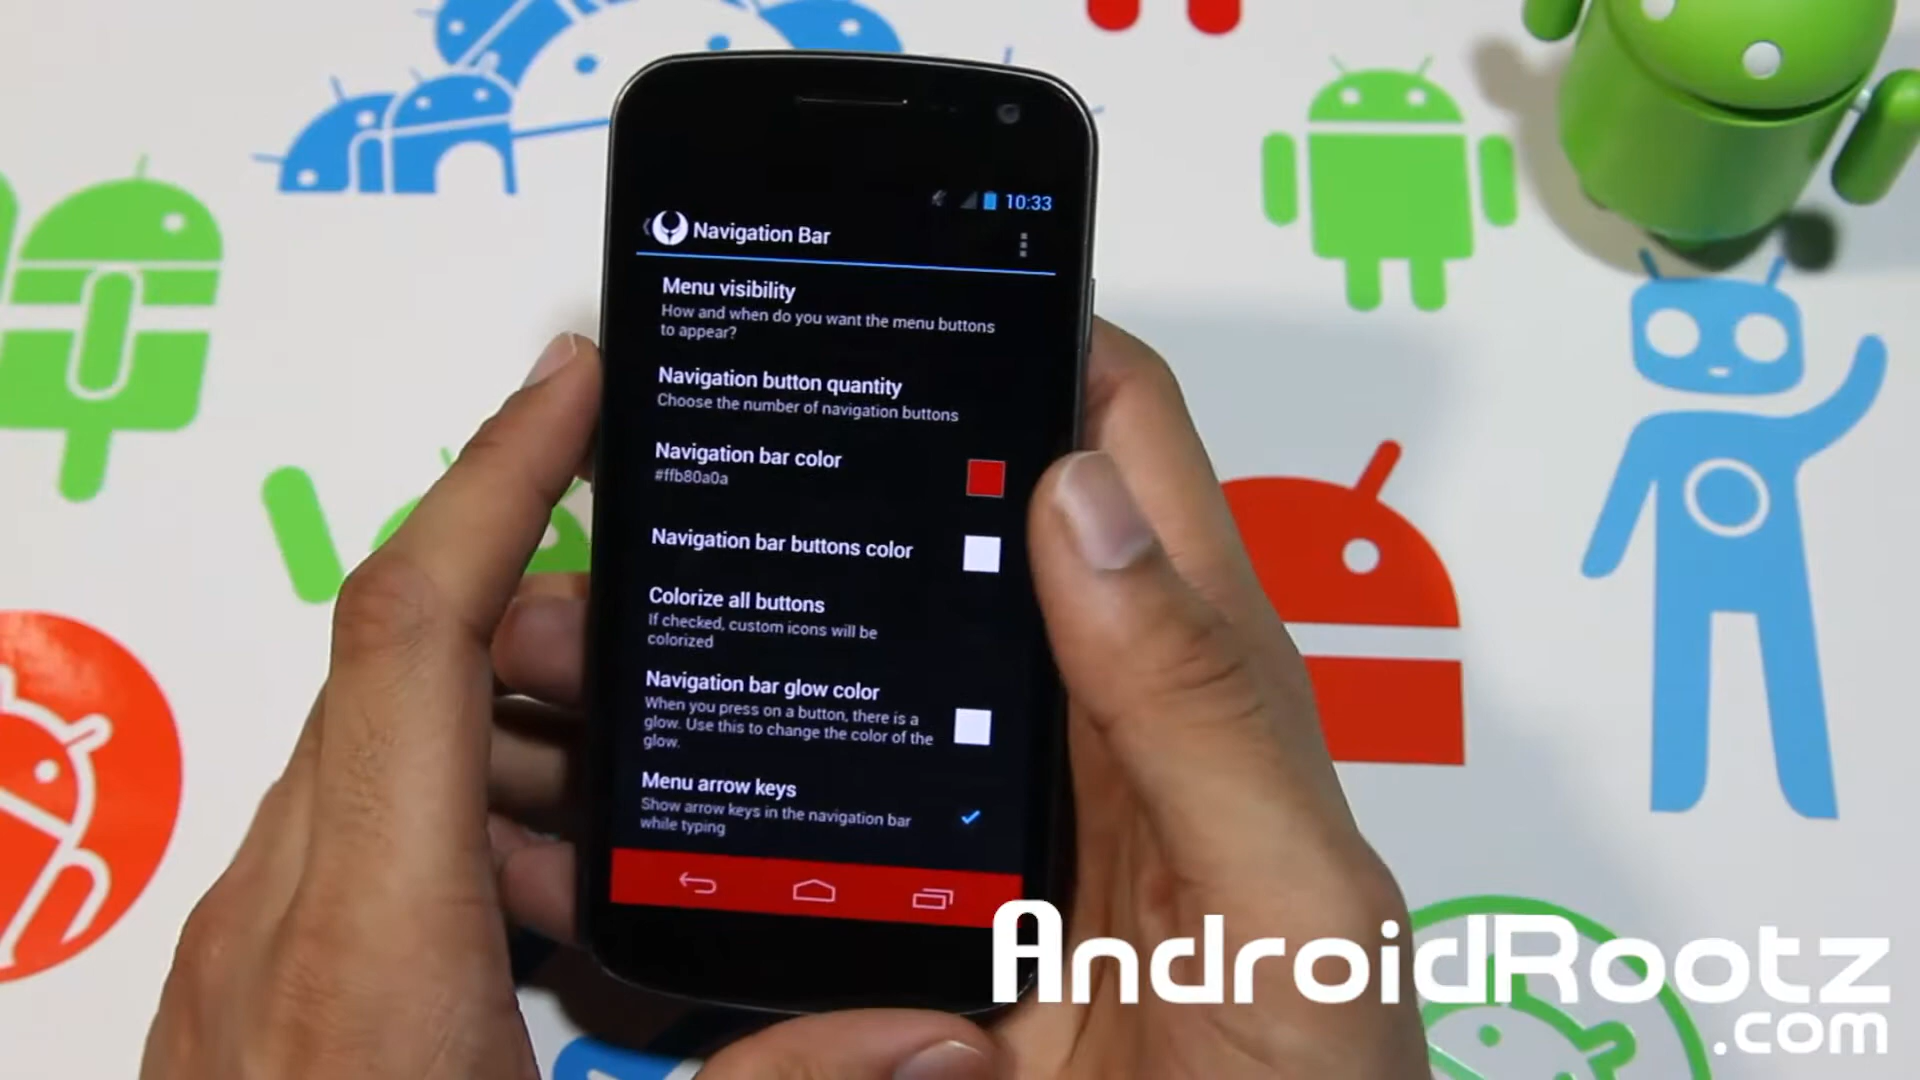 10:33
Navigation Bar
Menu visibility
How and when do you want the menu buttons
to appear?
Navigation button quantity
Choose the number of navigation buttons
Navigation bar color
#ffb80a0a
Navigation bar buttons color
Colorize all buttons
If checked, custom icons will be
colorized
Navigation bar glow color
When you press on a button, there is a
glow. Use this to change the color of the
glow.
Menu arrow keys
Show arrow keys in the navigation bar
while typing
AndroidRootz
.com